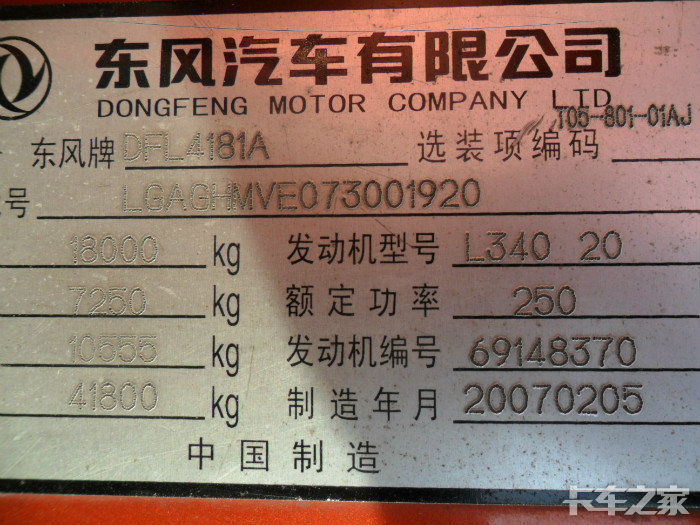 东风汽车有限公司
DONGFENG MOTOR COMPANY LTD
T05-801-01AJ
东风牌 DFL4181A 选装项编码
号 LGAGHMVE073001920
18000 kg 发动机型号 L340 20
7250 kg 额定功率 250
10555 kg 发动机编号 69148370
41800 kg 制造年月 20070205
中国制造
卡车之家